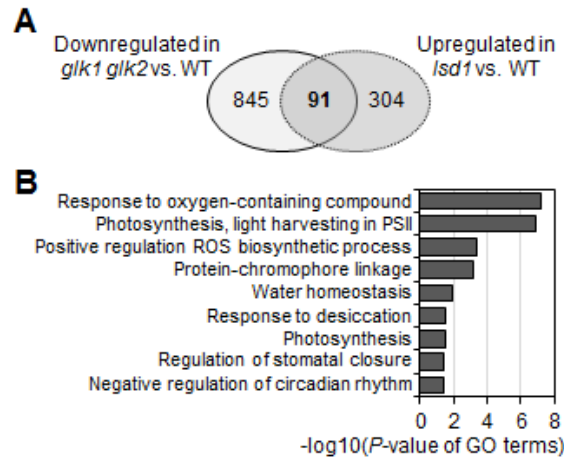 A
Downregulated in
glk1 glk2 vs. WT
Upregulated in
lsd1 vs. WT
845
91
304
B
Response to oxygen-containing compound
Photosynthesis, light harvesting in PSII
Positive regulation ROS biosynthetic process
Protein-chromophore linkage
Water homeostasis
Response to desiccation
Photosynthesis
Regulation of stomatal closure
Negative regulation of circadian rhythm
0 2 4 6 8
-log10(P-value of GO terms)